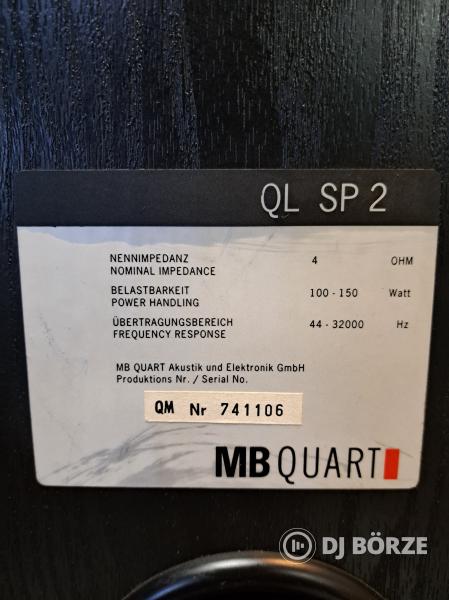 QL SP 2
NENNIMPEDANZ 4 OHM
NOMINAL IMPEDANCE
BELASTBARKEIT 100 - 150 Watt
POWER HANDLING
ÜBERTRAGUNGSBEREICH 44 - 32000 Hz
FREQUENCY RESPONSE
MB QUART Akustik und Elektronik GmbH
Produktions Nr. / Serial No.
QM Nr 741106
MB QUART
DJ BÖRZE